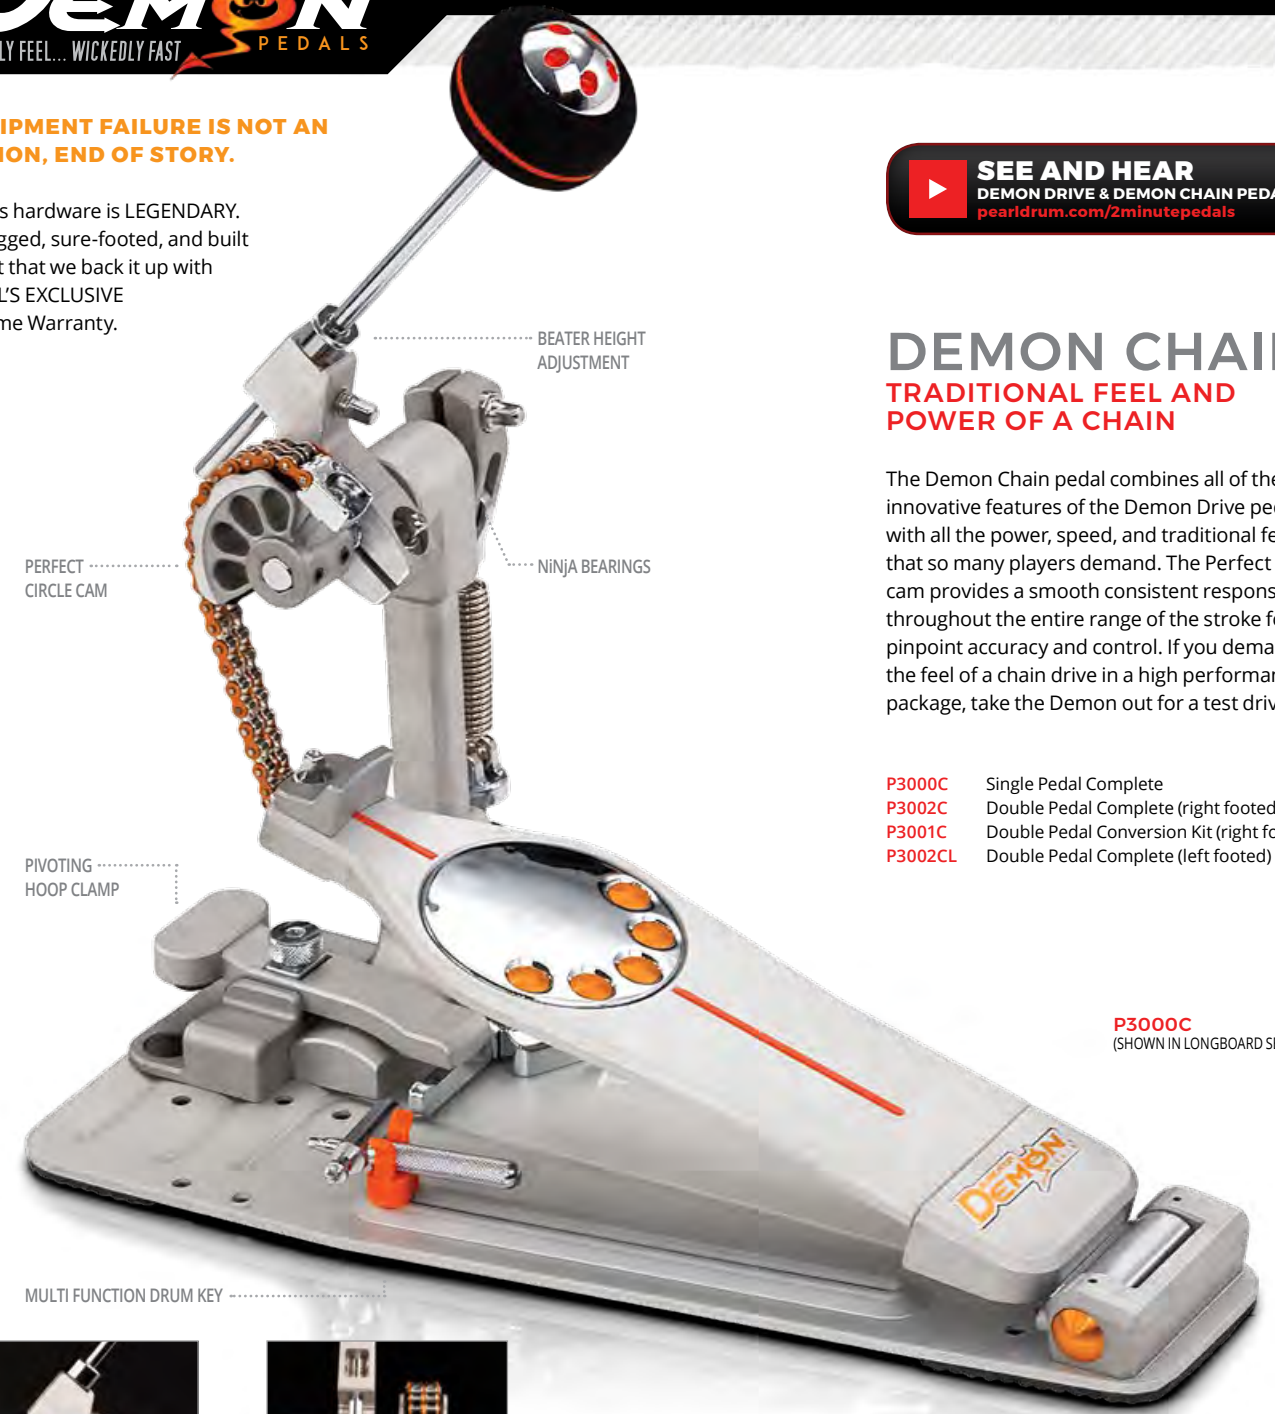 DEMON
LY FEEL... WICKEDLY FAST
PEDALS
IPMENT FAILURE IS NOT AN
ION, END OF STORY.
s hardware is LEGENDARY.
gged, sure-footed, and built
t that we back it up with
L'S EXCLUSIVE
me Warranty.
SEE AND HEAR
DEMON DRIVE & DEMON CHAIN PEDA
pearldrum.com/2minutepedals
BEATER HEIGHT
ADJUSTMENT
DEMON CHAIN
TRADITIONAL FEEL AND
POWER OF A CHAIN
The Demon Chain pedal combines all of the
innovative features of the Demon Drive ped
with all the power, speed, and traditional fe
that so many players demand. The Perfect
cam provides a smooth consistent respons
throughout the entire range of the stroke fo
pinpoint accuracy and control. If you dema
the feel of a chain drive in a high performan
package, take the Demon out for a test driv
PERFECT
CIRCLE CAM
NiNjA BEARINGS
P3000C Single Pedal Complete
P3002C Double Pedal Complete (right footed
P3001C Double Pedal Conversion Kit (right fo
P3002CL Double Pedal Complete (left footed)
PIVOTING
HOOP CLAMP
P3000C
(SHOWN IN LONGBOARD S
DEMON
MULTI FUNCTION DRUM KEY